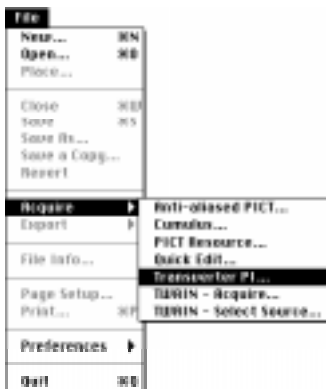 File
New... ⌘N
Open... ⌘O
Place...
Close ⌘W
Save ⌘S
Save As...
Save a Copy...
Revert
Acquire
Export
File Info...
Page Setup...
Print... ⌘P
Preferences
Quit ⌘Q
Anti-aliased PICT...
Cumulus...
PICT Resource...
Quick Edit...
Transverter PI...
TWAIN - Acquire...
TWAIN - Select Source...